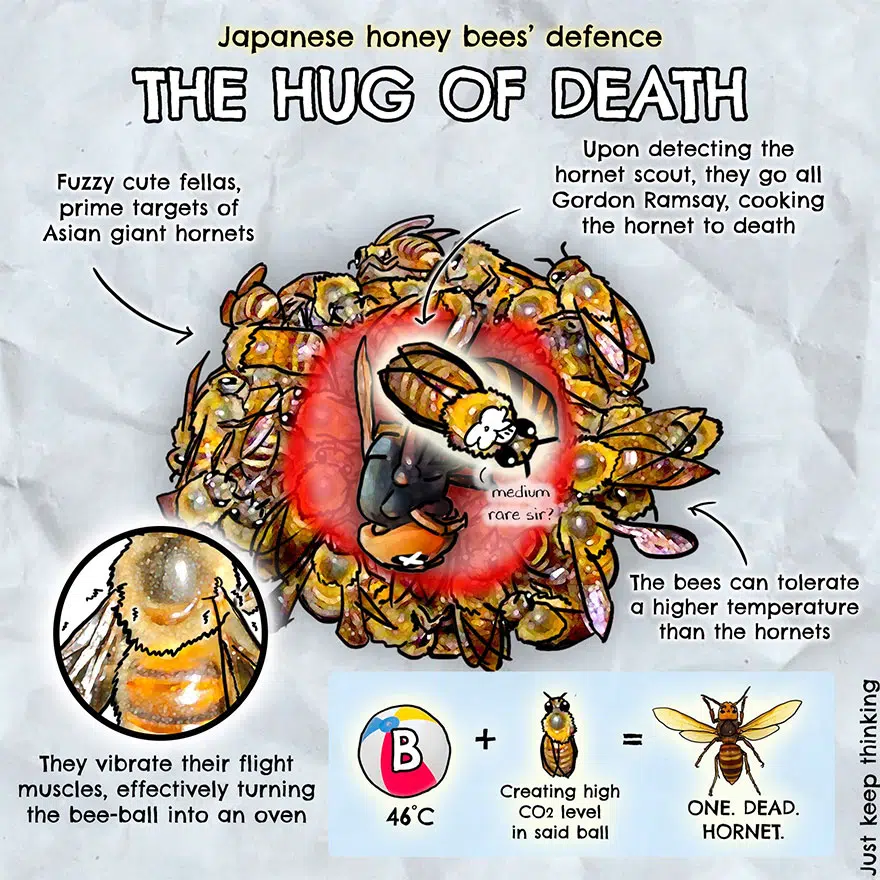 Japanese honey bees' defence
THE HUG OF DEATH
Fuzzy cute fellas,
prime targets of
Asian giant hornets
Upon detecting the
hornet scout, they go all
Gordon Ramsay, cooking
the hornet to death
medium
rare sir?
The bees can tolerate
a higher temperature
than the hornets
They vibrate their flight
muscles, effectively turning
the bee-ball into an oven
B
46°C
+
Creating high
CO2 level
in said ball
=
ONE. DEAD.
HORNET.
Just keep thinking